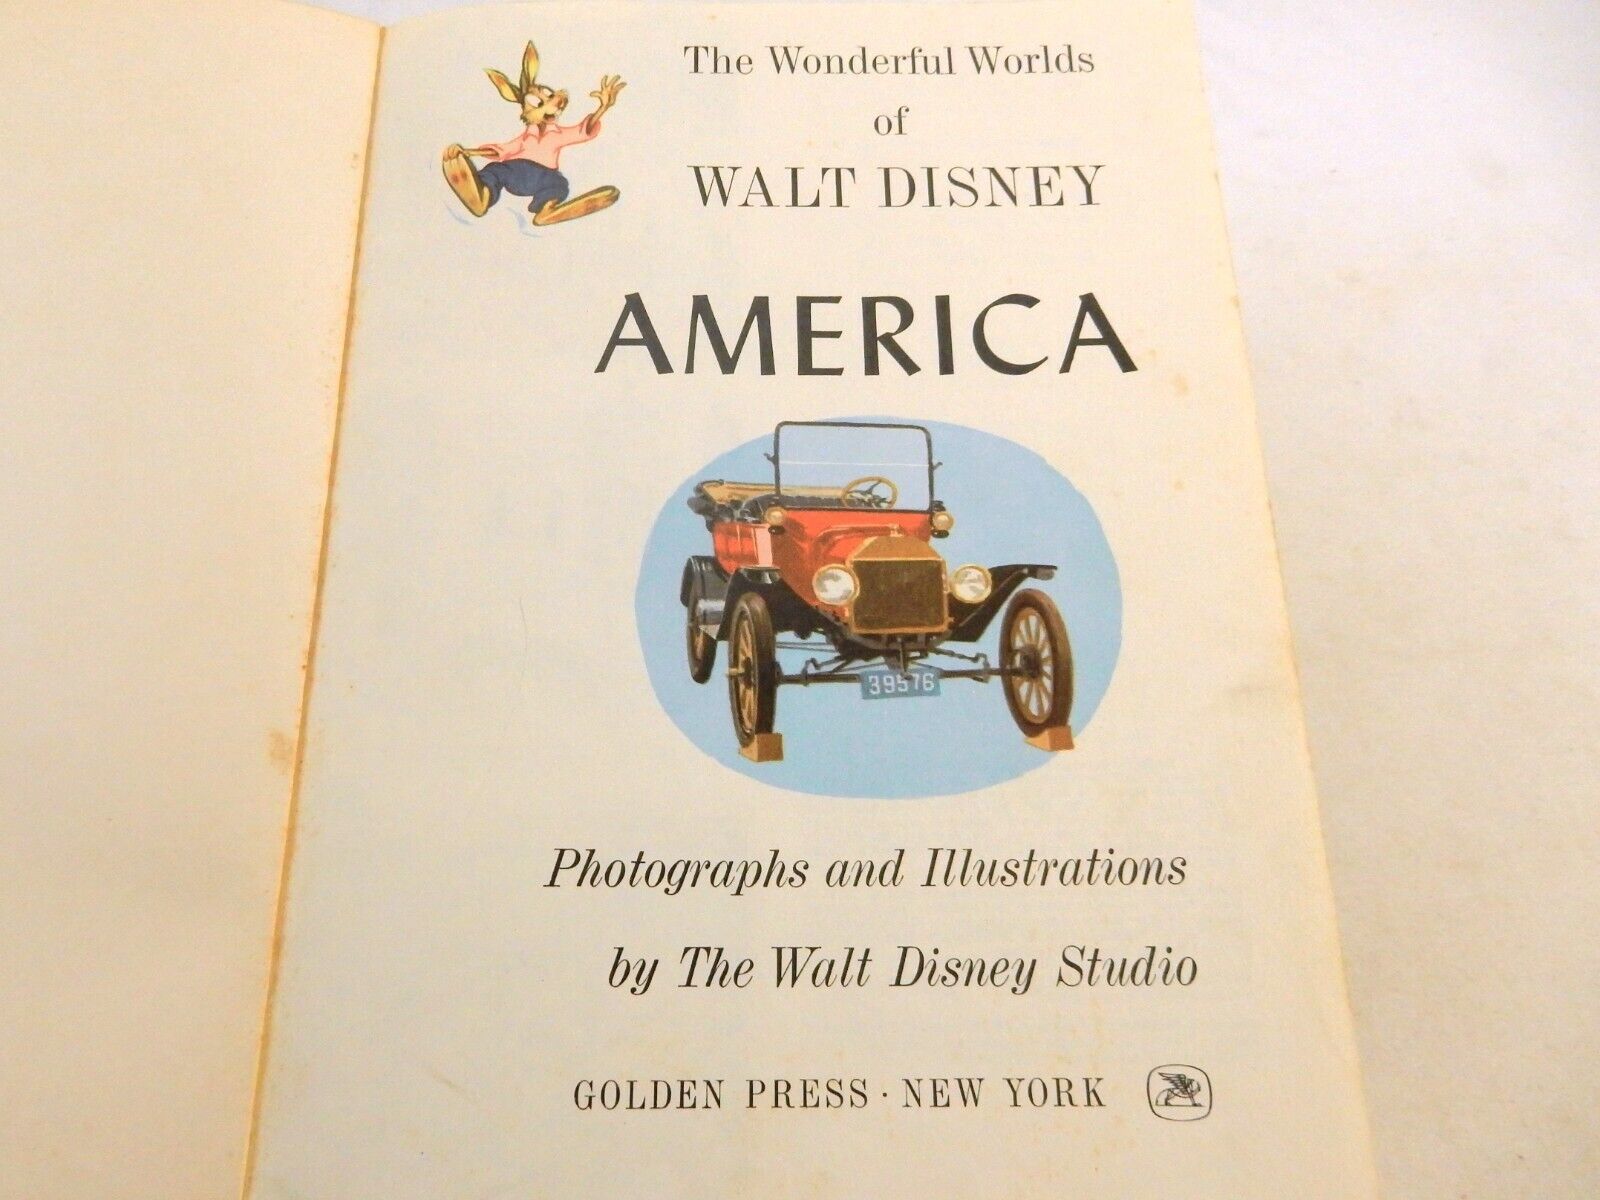 The Wonderful Worlds
of
WALT DISNEY
AMERICA
39576
Photographs and Illustrations
by The Walt Disney Studio
GOLDEN PRESS · NEW YORK